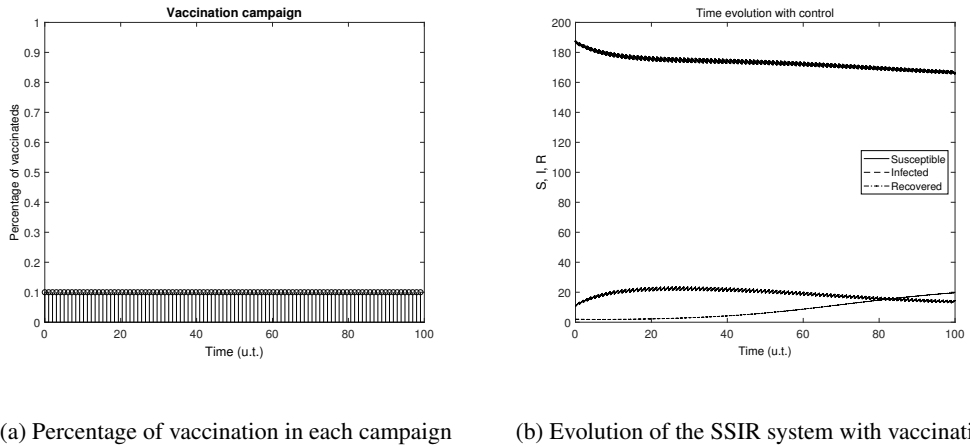 Vaccination campaign
1
0.9
0.8
0.7
0.6
0.5
0.4
0.3
0.2
0.1
0
Percentage of vaccinateds
0 20 40 60 80 100
Time (u.t.)
Time evolution with control
200
180
160
140
120
100
80
60
40
20
0
S, I, R
Susceptible
Infected
Recovered
0 20 40 60 80 100
Time (u.t.)
(a) Percentage of vaccination in each campaign
(b) Evolution of the SSIR system with vaccinati